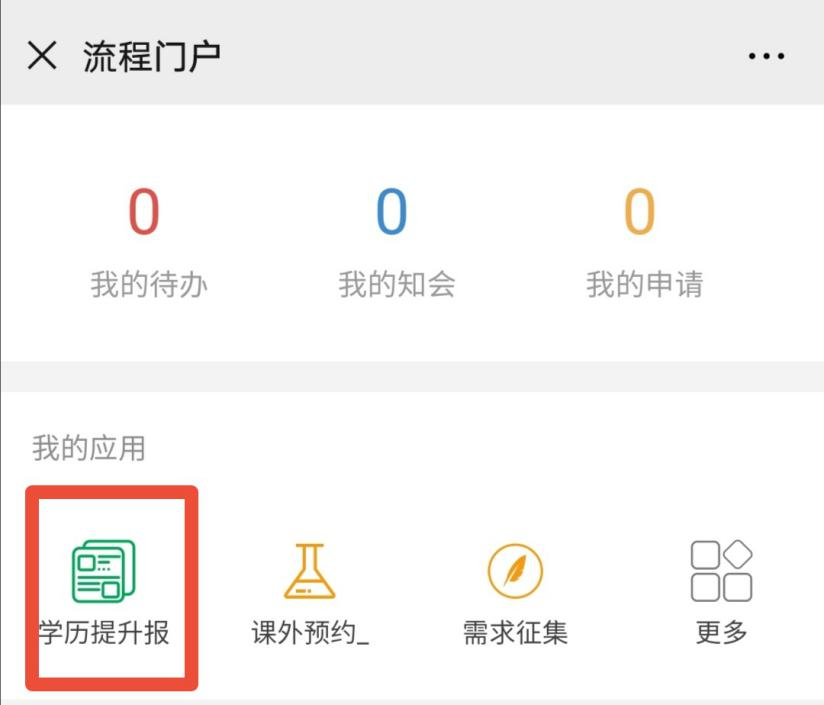 流程门户
0 0 0
我的待办 我的知会 我的申请
我的应用
学历提升报 课外预约_ 需求征集 更多